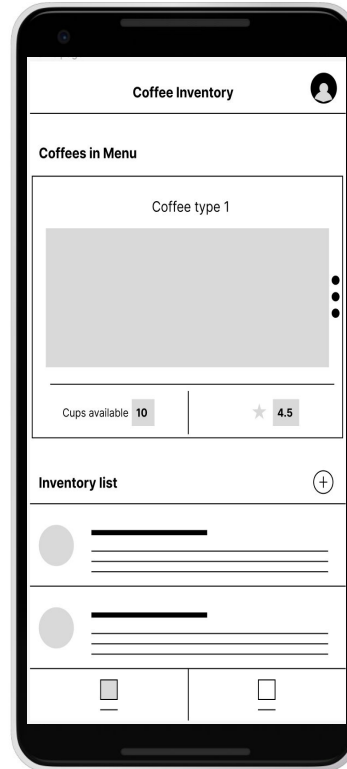 Coffee Inventory
Coffees in Menu
Coffee type 1
Cups available 10
4.5
Inventory list